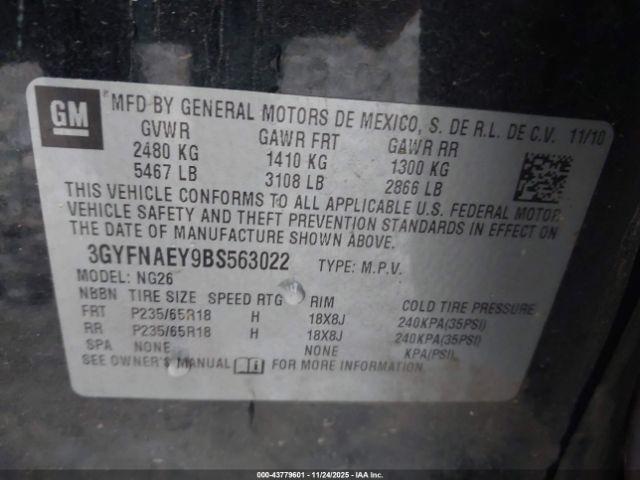 GM
MFD BY GENERAL MOTORS DE MEXICO, S. DE R.L. DE C.V. 11/10
GVWR GAWR FRT GAWR RR
2480 KG 1410 KG 1300 KG
5467 LB 3108 LB 2866 LB
THIS VEHICLE CONFORMS TO ALL APPLICABLE U.S. FEDERAL MOTOR
VEHICLE SAFETY AND THEFT PREVENTION STANDARDS IN EFFECT ON
THE DATE OF MANUFACTURE SHOWN ABOVE.
3GYFNAEY9BS563022 TYPE: M.P.V.
MODEL: NG26
NBBN TIRE SIZE SPEED RTG RIM COLD TIRE PRESSURE
FRT P235/65R18 H 18X8J 240KPA(35PSI)
RR P235/65R18 H 18X8J 240KPA(35PSI)
SPA NONE NONE KPA(PSI)
SEE OWNER'S MANUAL FOR MORE INFORMATION
000-43779601 - 11/24/2025 - IAA Inc.